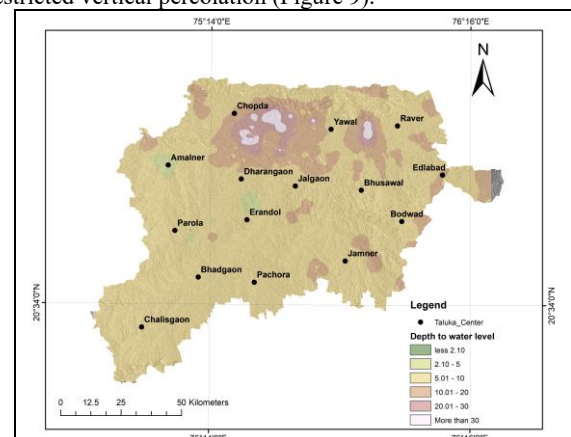 estricted vertical percolation (Figure 9).
75°14'0"E 76°16'0"E
N
Chopda
Yawal
Raver
Amalner
Edlabad
Dharangaon
Jalgaon
Bhusawal
Erandol
Bodwad
Parola
Jamner
Bhadgaon
Pachora
20°34'0"N 20°34'0"N
Chalisgaon
Legend
Taluka_Center
Depth to water level
less 2.10
2.10 - 5
5.01 - 10
10.01 - 20
20.01 - 30
More than 30
0 12.5 25 50 Kilometers